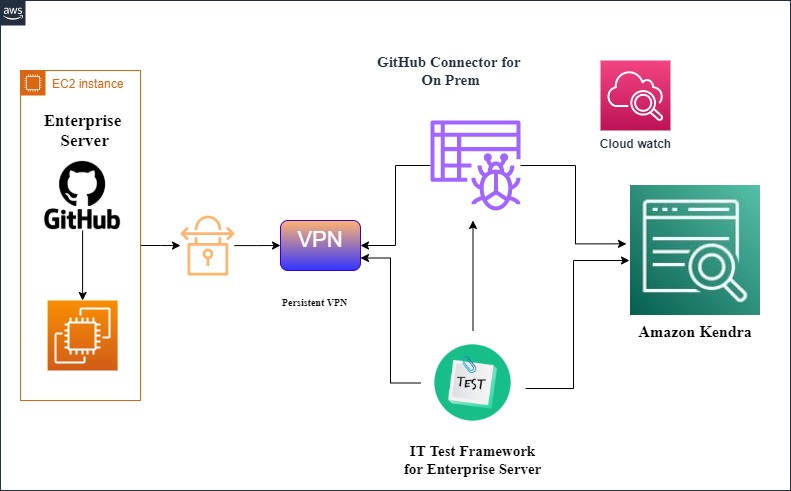 aws
GitHub Connector for
On Prem
EC2 instance
Enterprise
Server
GitHub
Cloud watch
VPN
Persistent VPN
Amazon Kendra
TEST
IT Test Framework
for Enterprise Server